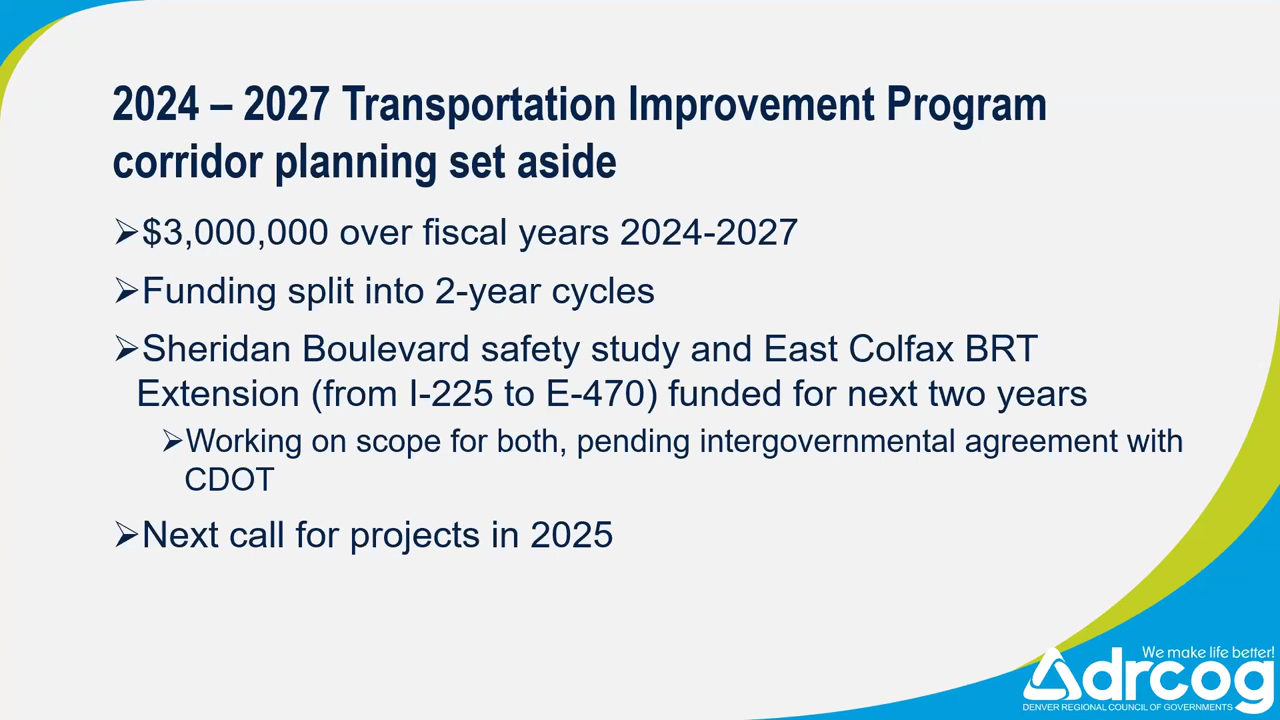 2024 – 2027 Transportation Improvement Program
corridor planning set aside
➢$3,000,000 over fiscal years 2024-2027
➢Funding split into 2-year cycles
➢Sheridan Boulevard safety study and East Colfax BRT
Extension (from I-225 to E-470) funded for next two years
➢Working on scope for both, pending intergovernmental agreement with
CDOT
➢Next call for projects in 2025
We make life better!
drcog
DENVER REGIONAL COUNCIL OF GOVERNMENTS